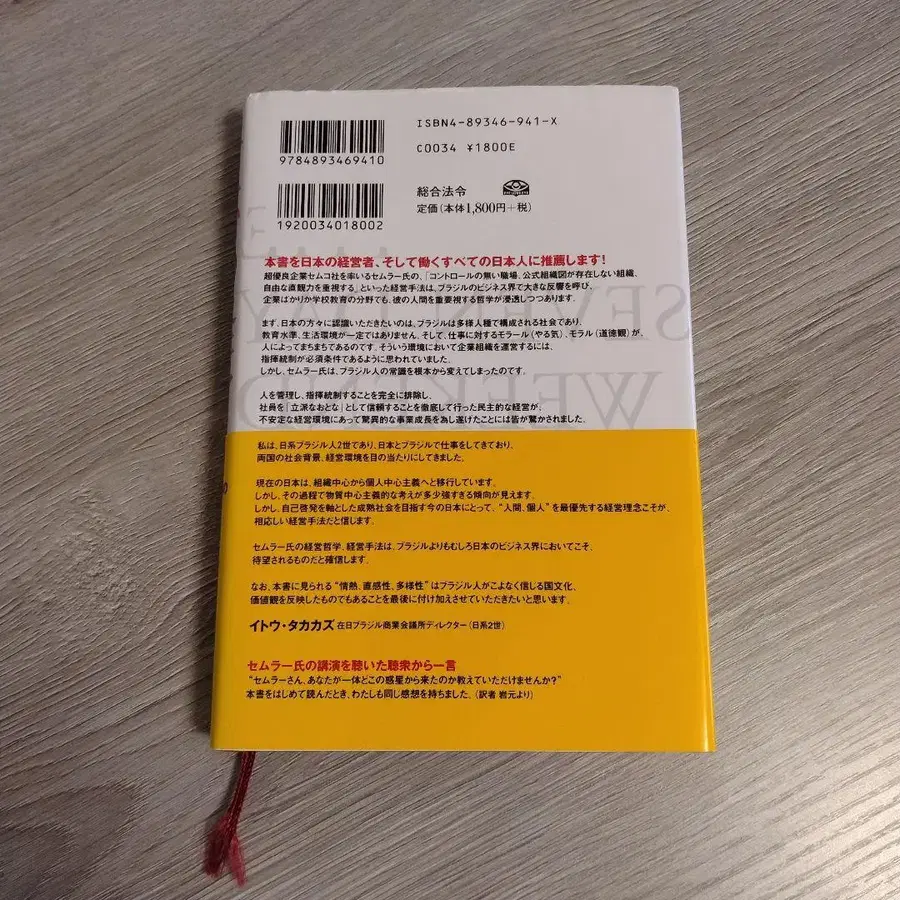 ISBN4-89346-941-X
C0034 ¥1800E
9784893469410
1920034018002
総合法令
定価(本体1,800円+税)
本書を日本の経営者、そして働くすべての日本人に推薦します!
超優良企業セムコ社を率いるセムラー氏の、「コントロールの無い職場、公式組織図が存在しない組織、
自由な直観力を重視する」といった経営手法は、ブラジルのビジネス界で大きな反響を呼び、
企業ばかりか学校教育の分野でも、彼の人間を重要視する哲学が浸透しつつあります。
まず、日本の方々に認識いただきたいのは、ブラジルは多様人種で構成される社会であり、
教育水準、生活環境が一定ではありません。そして、仕事に対するモラール(やる気)、モラル(道徳観)が、
人によってまちまちであるのです。そういう環境において企業組織を運営するには、
指揮統制が必須条件であるように思われていました。
しかし、セムラー氏は、ブラジル人の常識を根本から変えてしまったのです。
人を管理し、指揮統制することを完全に排除し、
社員を「立派なおとな」として信頼することを徹底して行った民主的な経営が、
不安定な経営環境にあって驚異的な事業成長を為し遂げたことには皆が驚かされました。
私は、日系ブラジル人2世であり、日本とブラジルで仕事をしてきており、
両国の社会背景、経営環境を目の当たりにしてきました。
現在の日本は、組織中心から個人中心主義へと移行しています。
しかし、その過程で物質中心主義的な考えが多少強すぎる傾向が見えます。
しかし、自己啓発を軸とした成熟社会を目指す今の日本にとって、“人間、個人”を最優先する経営理念こそが、
相応しい経営手法だと信じます。
セムラー氏の経営哲学、経営手法は、ブラジルよりもむしろ日本のビジネス界においてこそ、
待望されるものだと確信します。
なお、本書に見られる“情熱、直感性、多様性”はブラジル人がこよなく信じる国文化、
価値観を反映したものでもあることを最後に付け加えさせていただきたいと思います。
イトウ・タカカズ 在日ブラジル商業会議所ディレクター(日系2世)
セムラー氏の講演を聴いた聴衆から一言
“セムラーさん、あなたが一体どこの惑星から来たのか教えていただけませんか?”
本書をはじめて読んだとき、わたしも同じ感想を持ちました。(訳者 岩元より)
SEVEN-DAY
WEEKEND